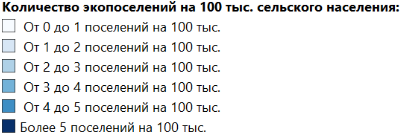 Количество экопоселений на 100 тыс. сельского населения:
От 0 до 1 поселений на 100 тыс.
От 1 до 2 поселений на 100 тыс.
От 2 до 3 поселений на 100 тыс.
От 3 до 4 поселений на 100 тыс.
От 4 до 5 поселений на 100 тыс.
Более 5 поселений на 100 тыс.